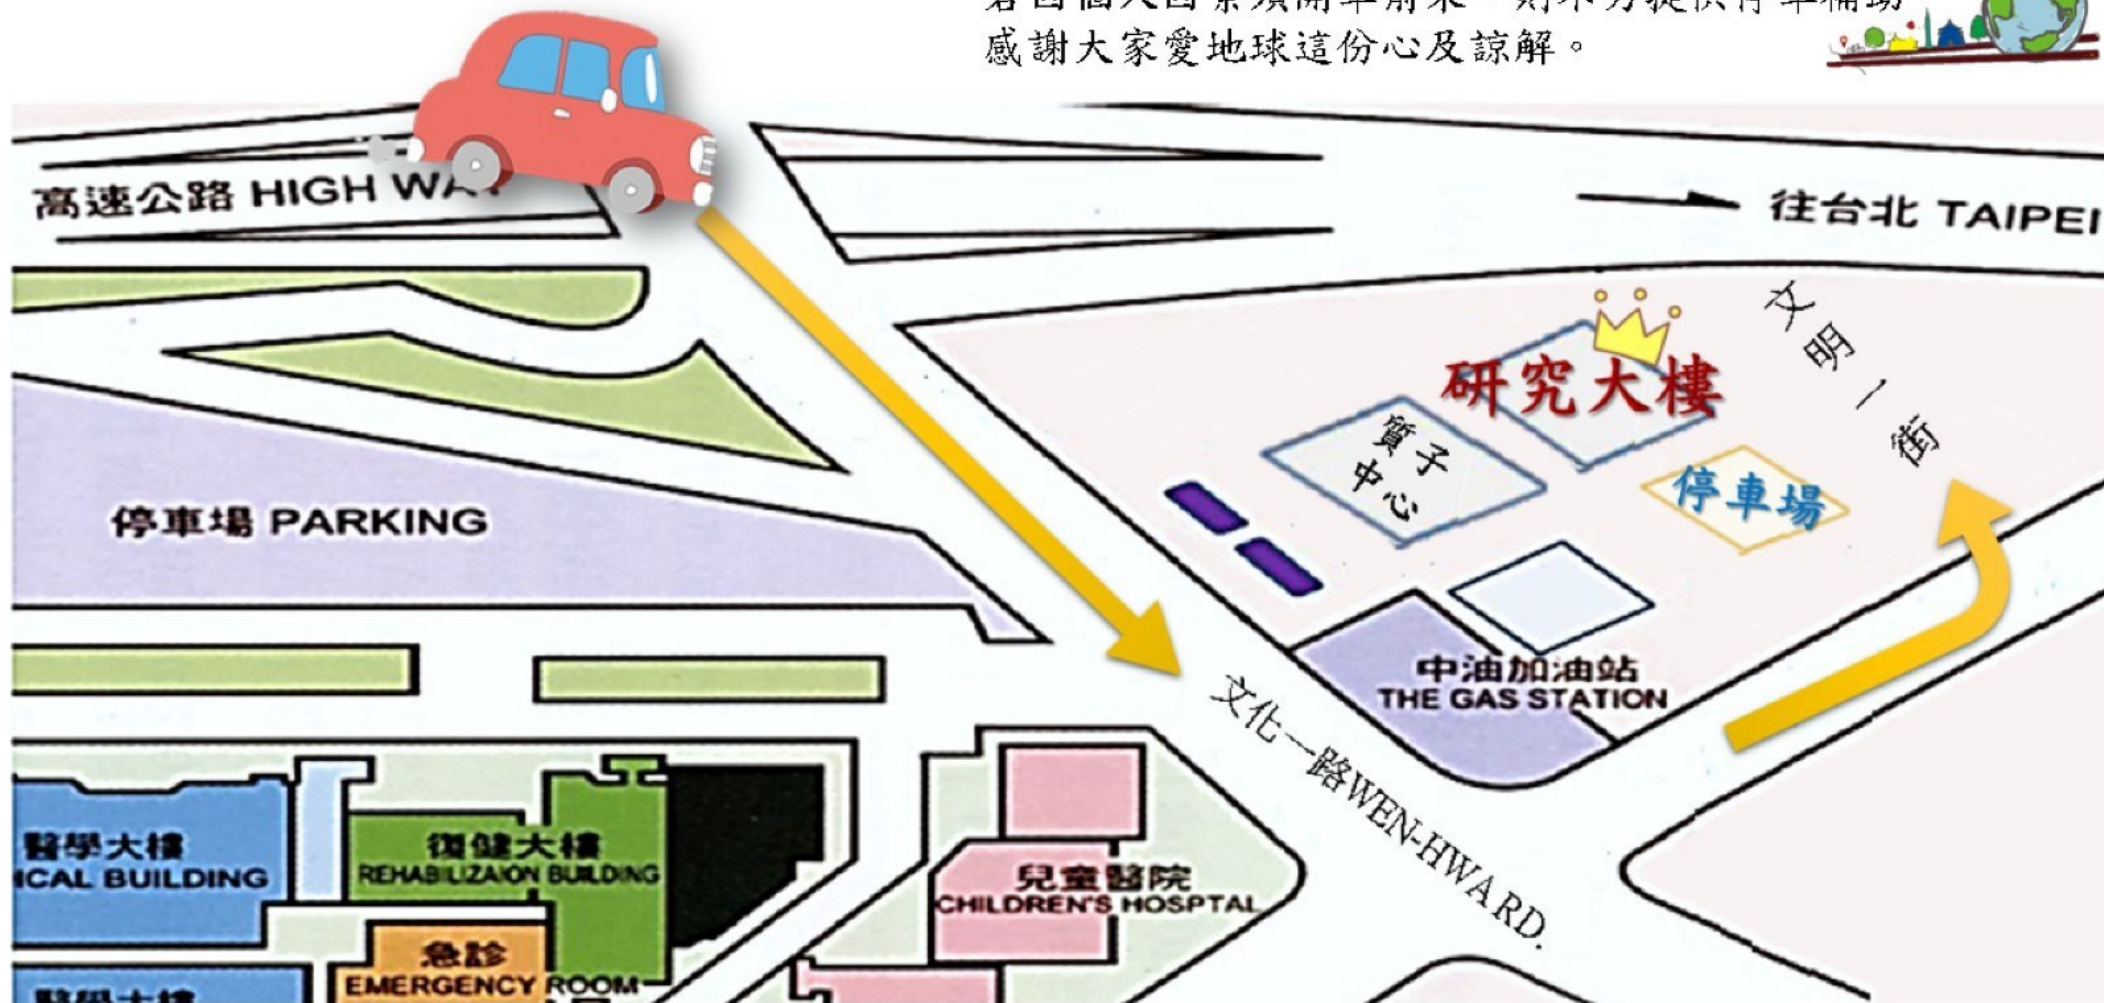 感謝大家愛地球這份心及諒解。
高速公路 HIGH WAY
往台北 TAIPEI
文明一街
研究大樓
質子
中心
停車場
停車場 PARKING
中油加油站
THE GAS STATION
文化一路WEN-HWA RD.
醫學大樓
ICAL BUILDING
復健大樓
REHABILIZAION BUILDING
兒童醫院
CHILDREN'S HOSPTAL
急診
EMERGENCY ROOM